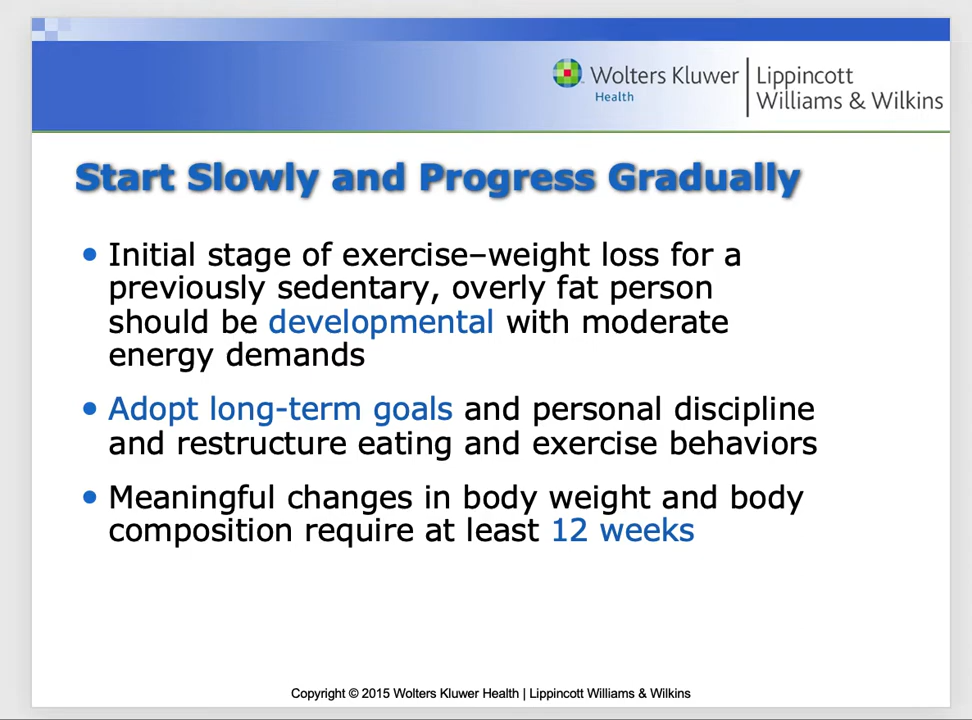 Wolters Kluwer
Health
Lippincott
Williams & Wilkins
Start Slowly and Progress Gradually
• Initial stage of exercise–weight loss for a
previously sedentary, overly fat person
should be developmental with moderate
energy demands
• Adopt long-term goals and personal discipline
and restructure eating and exercise behaviors
• Meaningful changes in body weight and body
composition require at least 12 weeks
Copyright © 2015 Wolters Kluwer Health | Lippincott Williams & Wilkins